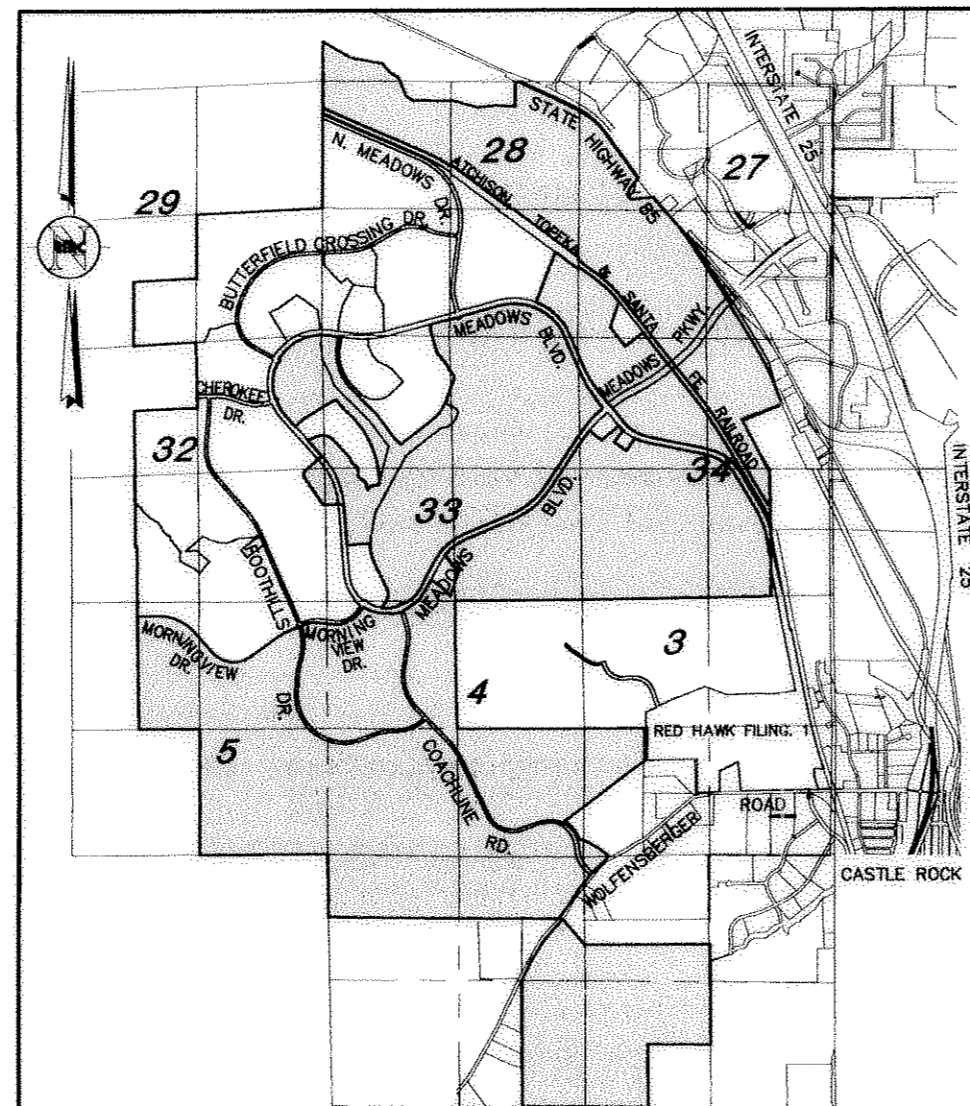 INTERSTATE 25
STATE HIGHWAY 85
28
27
29
N. MEADOWS DR.
ATCHISON TOPEKA & SANTA FE RAILROAD
BUTTERFIELD CROSSING DR.
MEADOWS BLVD.
MEADOWS PKWY.
CHEROKEE
DR.
32
34
33
INTERSTATE 25
MEADOWS BLVD.
FOOTHILLS DR.
MORNINGVIEW
DR.
MORNING
VIEW
DR.
3
4
5
RED HAWK FILING. 1
COACHLINE RD.
WOLFENSBERGER ROAD
CASTLE ROCK